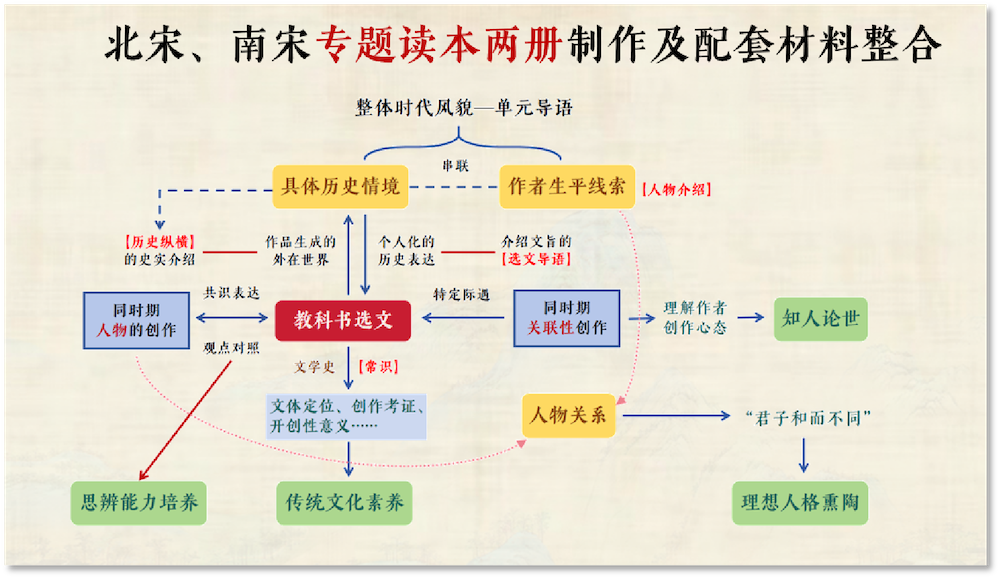 北宋、南宋专题读本两册制作及配套材料整合
整体时代风貌—单元导语
串联
具体历史情境
作者生平线索
【人物介绍】
【历史纵横】
的史实介绍
作品生成的
外在世界
个人化的
历史表达
介绍文旨的
【选文导语】
同时期
人物的创作
共识表达
观点对照
教科书选文
特定际遇
同时期
关联性创作
理解作者
创作心态
知人论世
文学史
【常识】
文体定位、创作考证、
开创性意义……
人物关系
“君子和而不同”
思辨能力培养
传统文化素养
理想人格熏陶